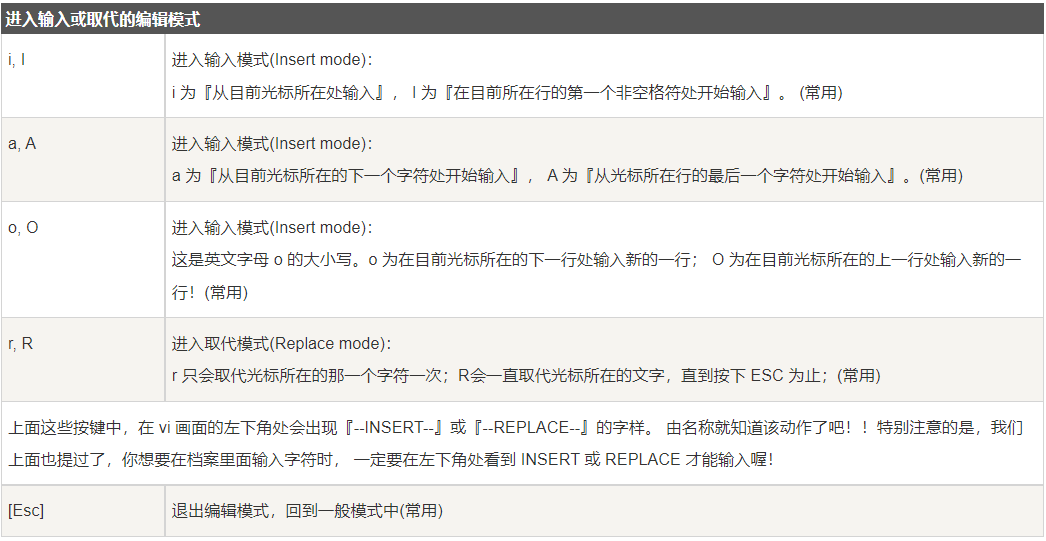 进入输入或取代的编辑模式
i, I
进入输入模式(Insert mode)：
i 为『从目前光标所在处输入』， I 为『在目前所在行的第一个非空格符处开始输入』。 (常用)
a, A
进入输入模式(Insert mode)：
a 为『从目前光标所在的下一个字符处开始输入』， A 为『从光标所在行的最后一个字符处开始输入』。(常用)
o, O
进入输入模式(Insert mode)：
这是英文字母 o 的大小写。o 为在目前光标所在的下一行处输入新的一行； O 为在目前光标所在的上一行处输入新的一
行！(常用)
r, R
进入取代模式(Replace mode)：
r 只会取代光标所在的那一个字符一次；R会一直取代光标所在的文字，直到按下 ESC 为止；(常用)
上面这些按键中，在 vi 画面的左下角处会出现『--INSERT--』或『--REPLACE--』的字样。 由名称就知道该动作了吧！！特别注意的是，我们
上面也提过了，你想要在档案里面输入字符时， 一定要在左下角处看到 INSERT 或 REPLACE 才能输入喔！
[Esc]
退出编辑模式，回到一般模式中(常用)